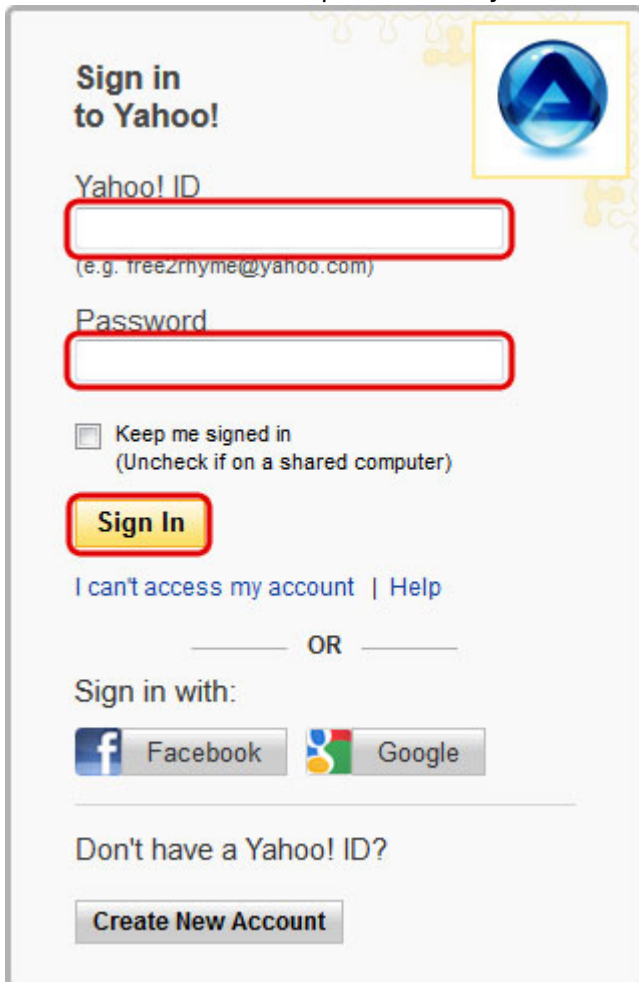 Sign in
to Yahoo!
Yahoo! ID
(e.g. free2rhyme@yahoo.com)
Password
Keep me signed in
(Uncheck if on a shared computer)
Sign In
I can't access my account | Help
OR
Sign in with:
Facebook Google
Don't have a Yahoo! ID?
Create New Account